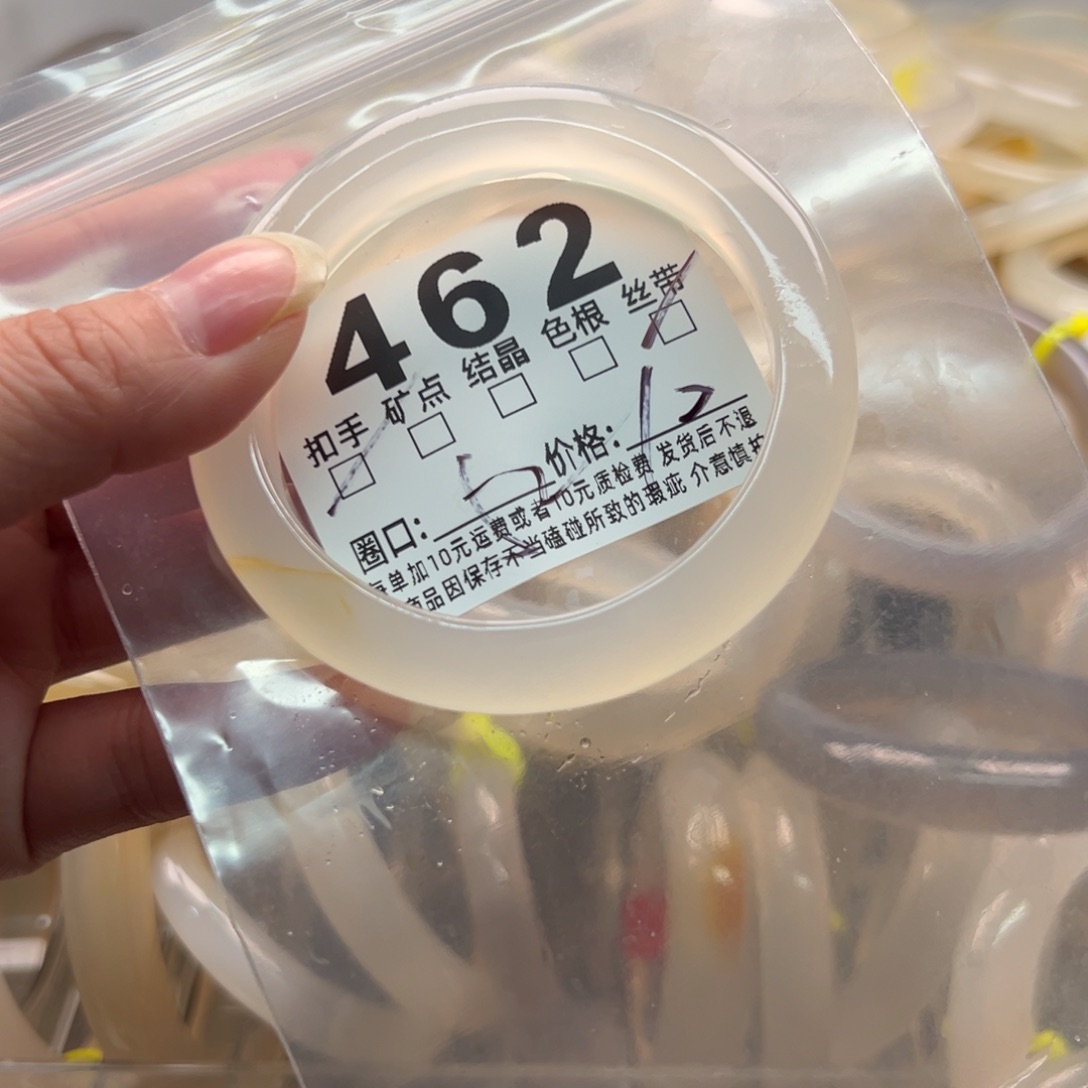 462
扣手 矿点 结晶 色根 丝带
圈口: 价格: 12
每单加10元运费或者10元质检费 发货后不退
商品因保存不当磕碰所致的瑕疵 介意慎拍